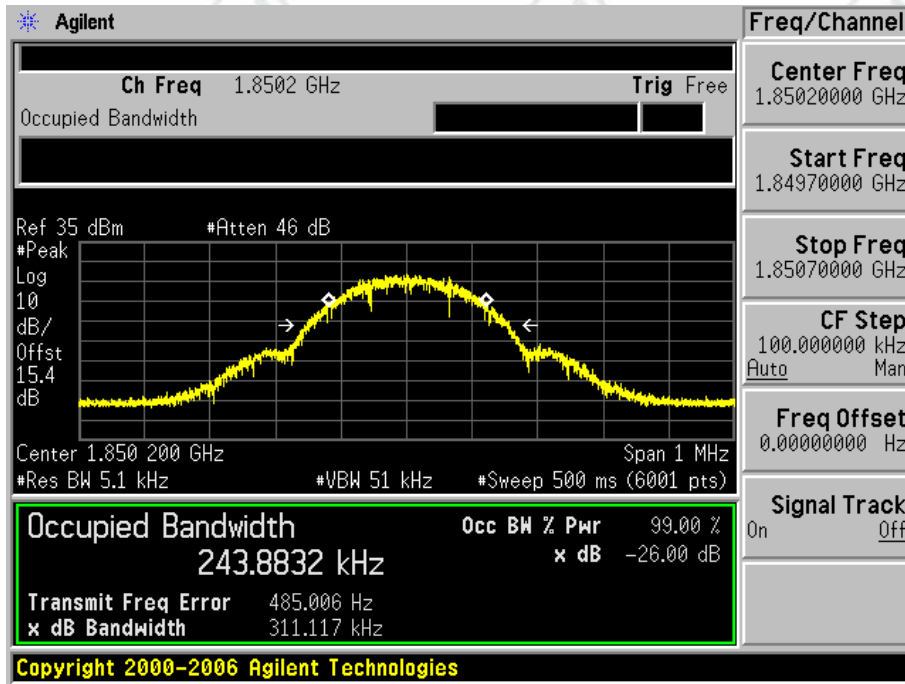 Agilent
Freq/Channel
Ch Freq 1.8502 GHz Trig Free
Occupied Bandwidth
Center Freq
1.85020000 GHz
Start Freq
1.84970000 GHz
Stop Freq
1.85070000 GHz
CF Step
100.000000 kHz
Auto Man
Freq Offset
0.00000000 Hz
Signal Track
On Off
Ref 35 dBm #Atten 46 dB
#Peak
Log
10
dB/
Offst
15.4
dB
Center 1.850 200 GHz Span 1 MHz
#Res BW 5.1 kHz #VBW 51 kHz #Sweep 500 ms (6001 pts)
Occupied Bandwidth
243.8832 kHz
Occ BW % Pwr 99.00 %
x dB -26.00 dB
Transmit Freq Error 485.006 Hz
x dB Bandwidth 311.117 kHz
Copyright 2000-2006 Agilent Technologies